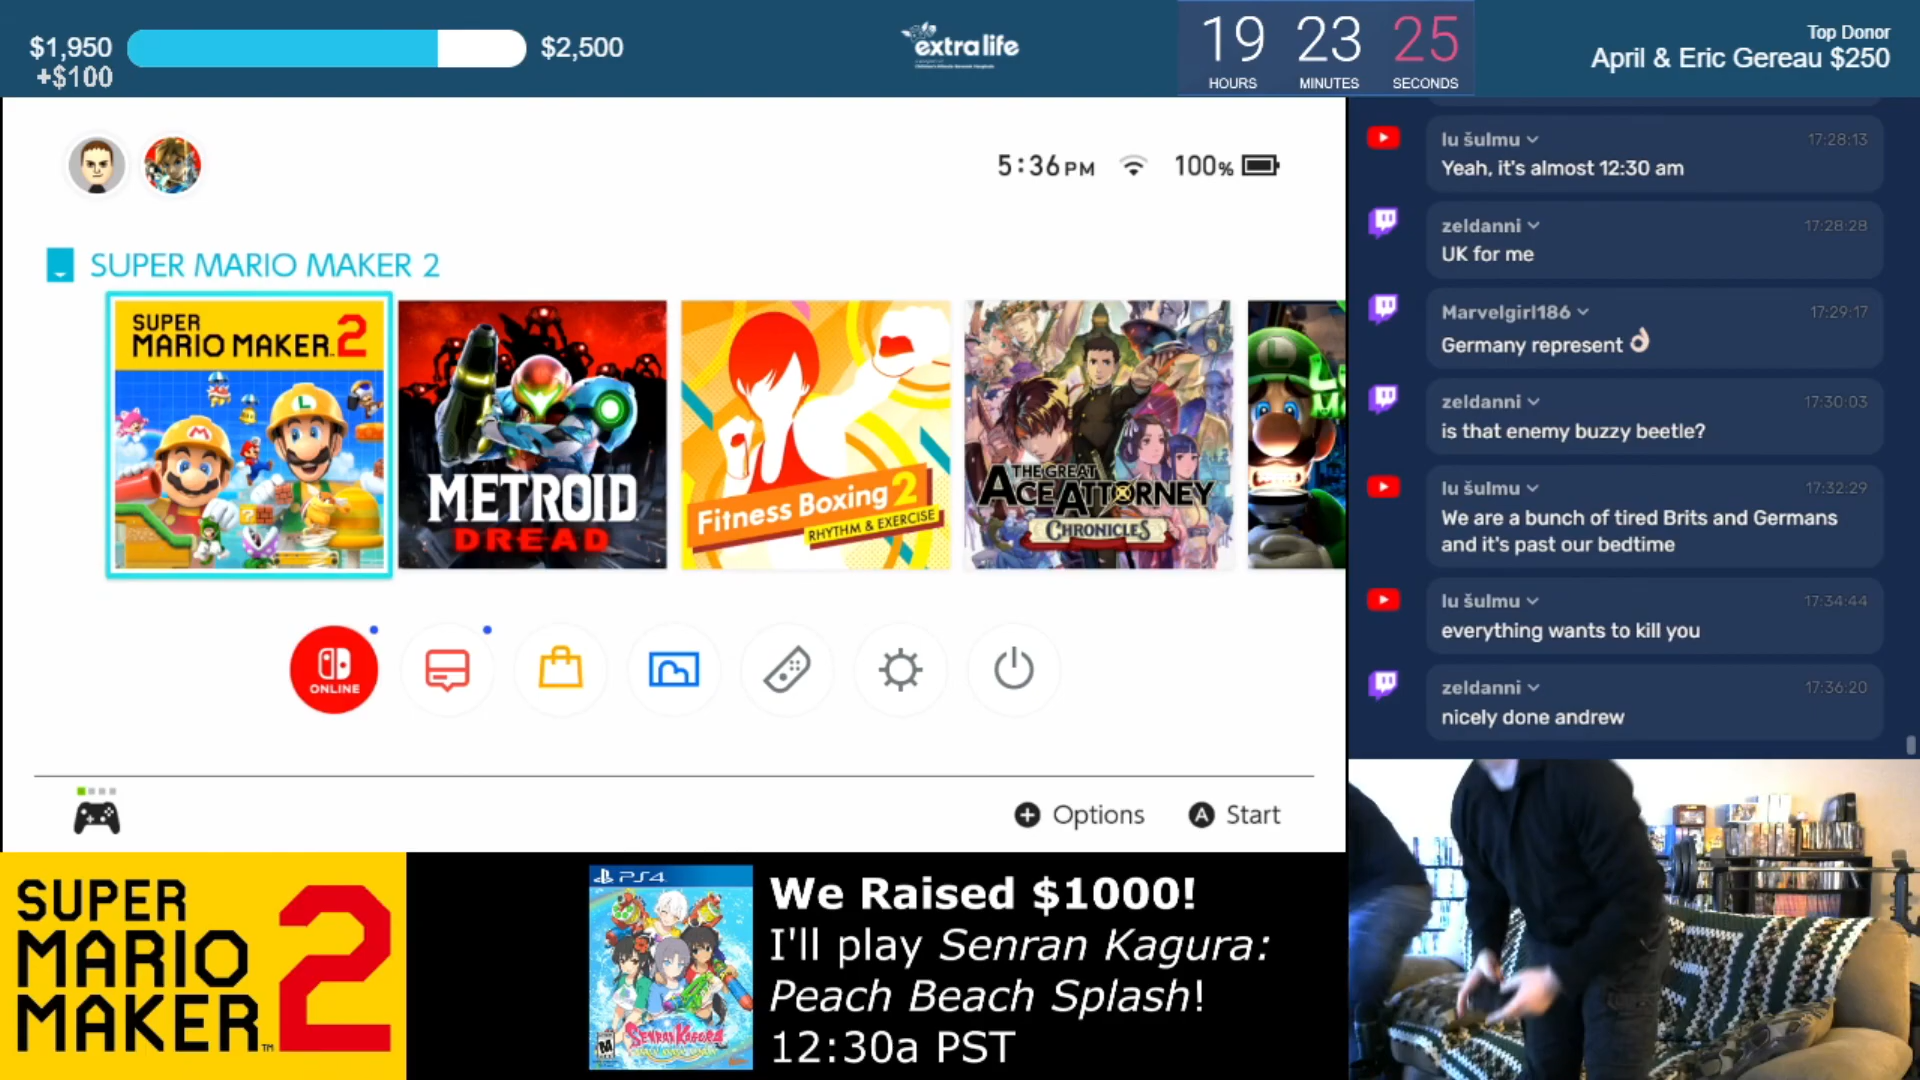 $1,950
+$100
$2,500
extralife
19 23 25
HOURS MINUTES SECONDS
Top Donor
April & Eric Gereau $250
5:36PM 100%
SUPER MARIO MAKER 2
SUPER
MARIO MAKER 2
METROID
DREAD
Fitness Boxing 2
RHYTHM & EXERCISE
THE GREAT
ACE ATTORNEY
CHRONICLES
ONLINE
Options
A Start
lu šulmu 17:28:13
Yeah, it's almost 12:30 am
zeldanni 17:28:28
UK for me
Marvelgirl186 17:29:17
Germany represent 👌
zeldanni 17:30:03
is that enemy buzzy beetle?
lu šulmu 17:32:29
We are a bunch of tired Brits and Germans
and it's past our bedtime
lu šulmu 17:34:44
everything wants to kill you
zeldanni 17:36:20
nicely done andrew
SUPER
MARIO
MAKER 2
TM
PS4
SENRAN KAGURA
We Raised $1000!
I'll play Senran Kagura:
Peach Beach Splash!
12:30a PST